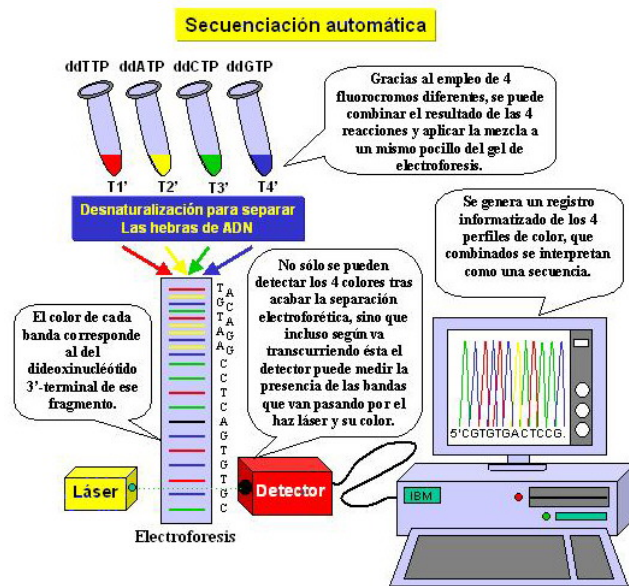 Secuenciación automática
ddTTP ddATP ddCTP ddGTP
T1' T2' T3' T4'
Gracias al empleo de 4
fluorocromos diferentes, se puede
combinar el resultado de las 4
reacciones y aplicar la mezcla a
un mismo pocillo del gel de
electroforesis.
Desnaturalización para separar
Las hebras de ADN
El color de cada
banda corresponde
al del
dideoxinucléótido
3'-terminal de ese
fragmento.
T
A
G
C
T
A
A
G
A
G
C
C
T
C
A
G
T
G
T
G
C
No sólo se pueden
detectar los 4 colores tras
acabar la separación
electroforética, sino que
incluso según va
transcurriendo ésta el
detector puede medir la
presencia de las bandas
que van pasando por el
haz láser y su color.
Se genera un registro
informatizado de los 4
perfiles de color, que
combinados se interpretan
como una secuencia.
5'CGTGTGACTCCG.
IBM
Láser
Detector
Electroforesis